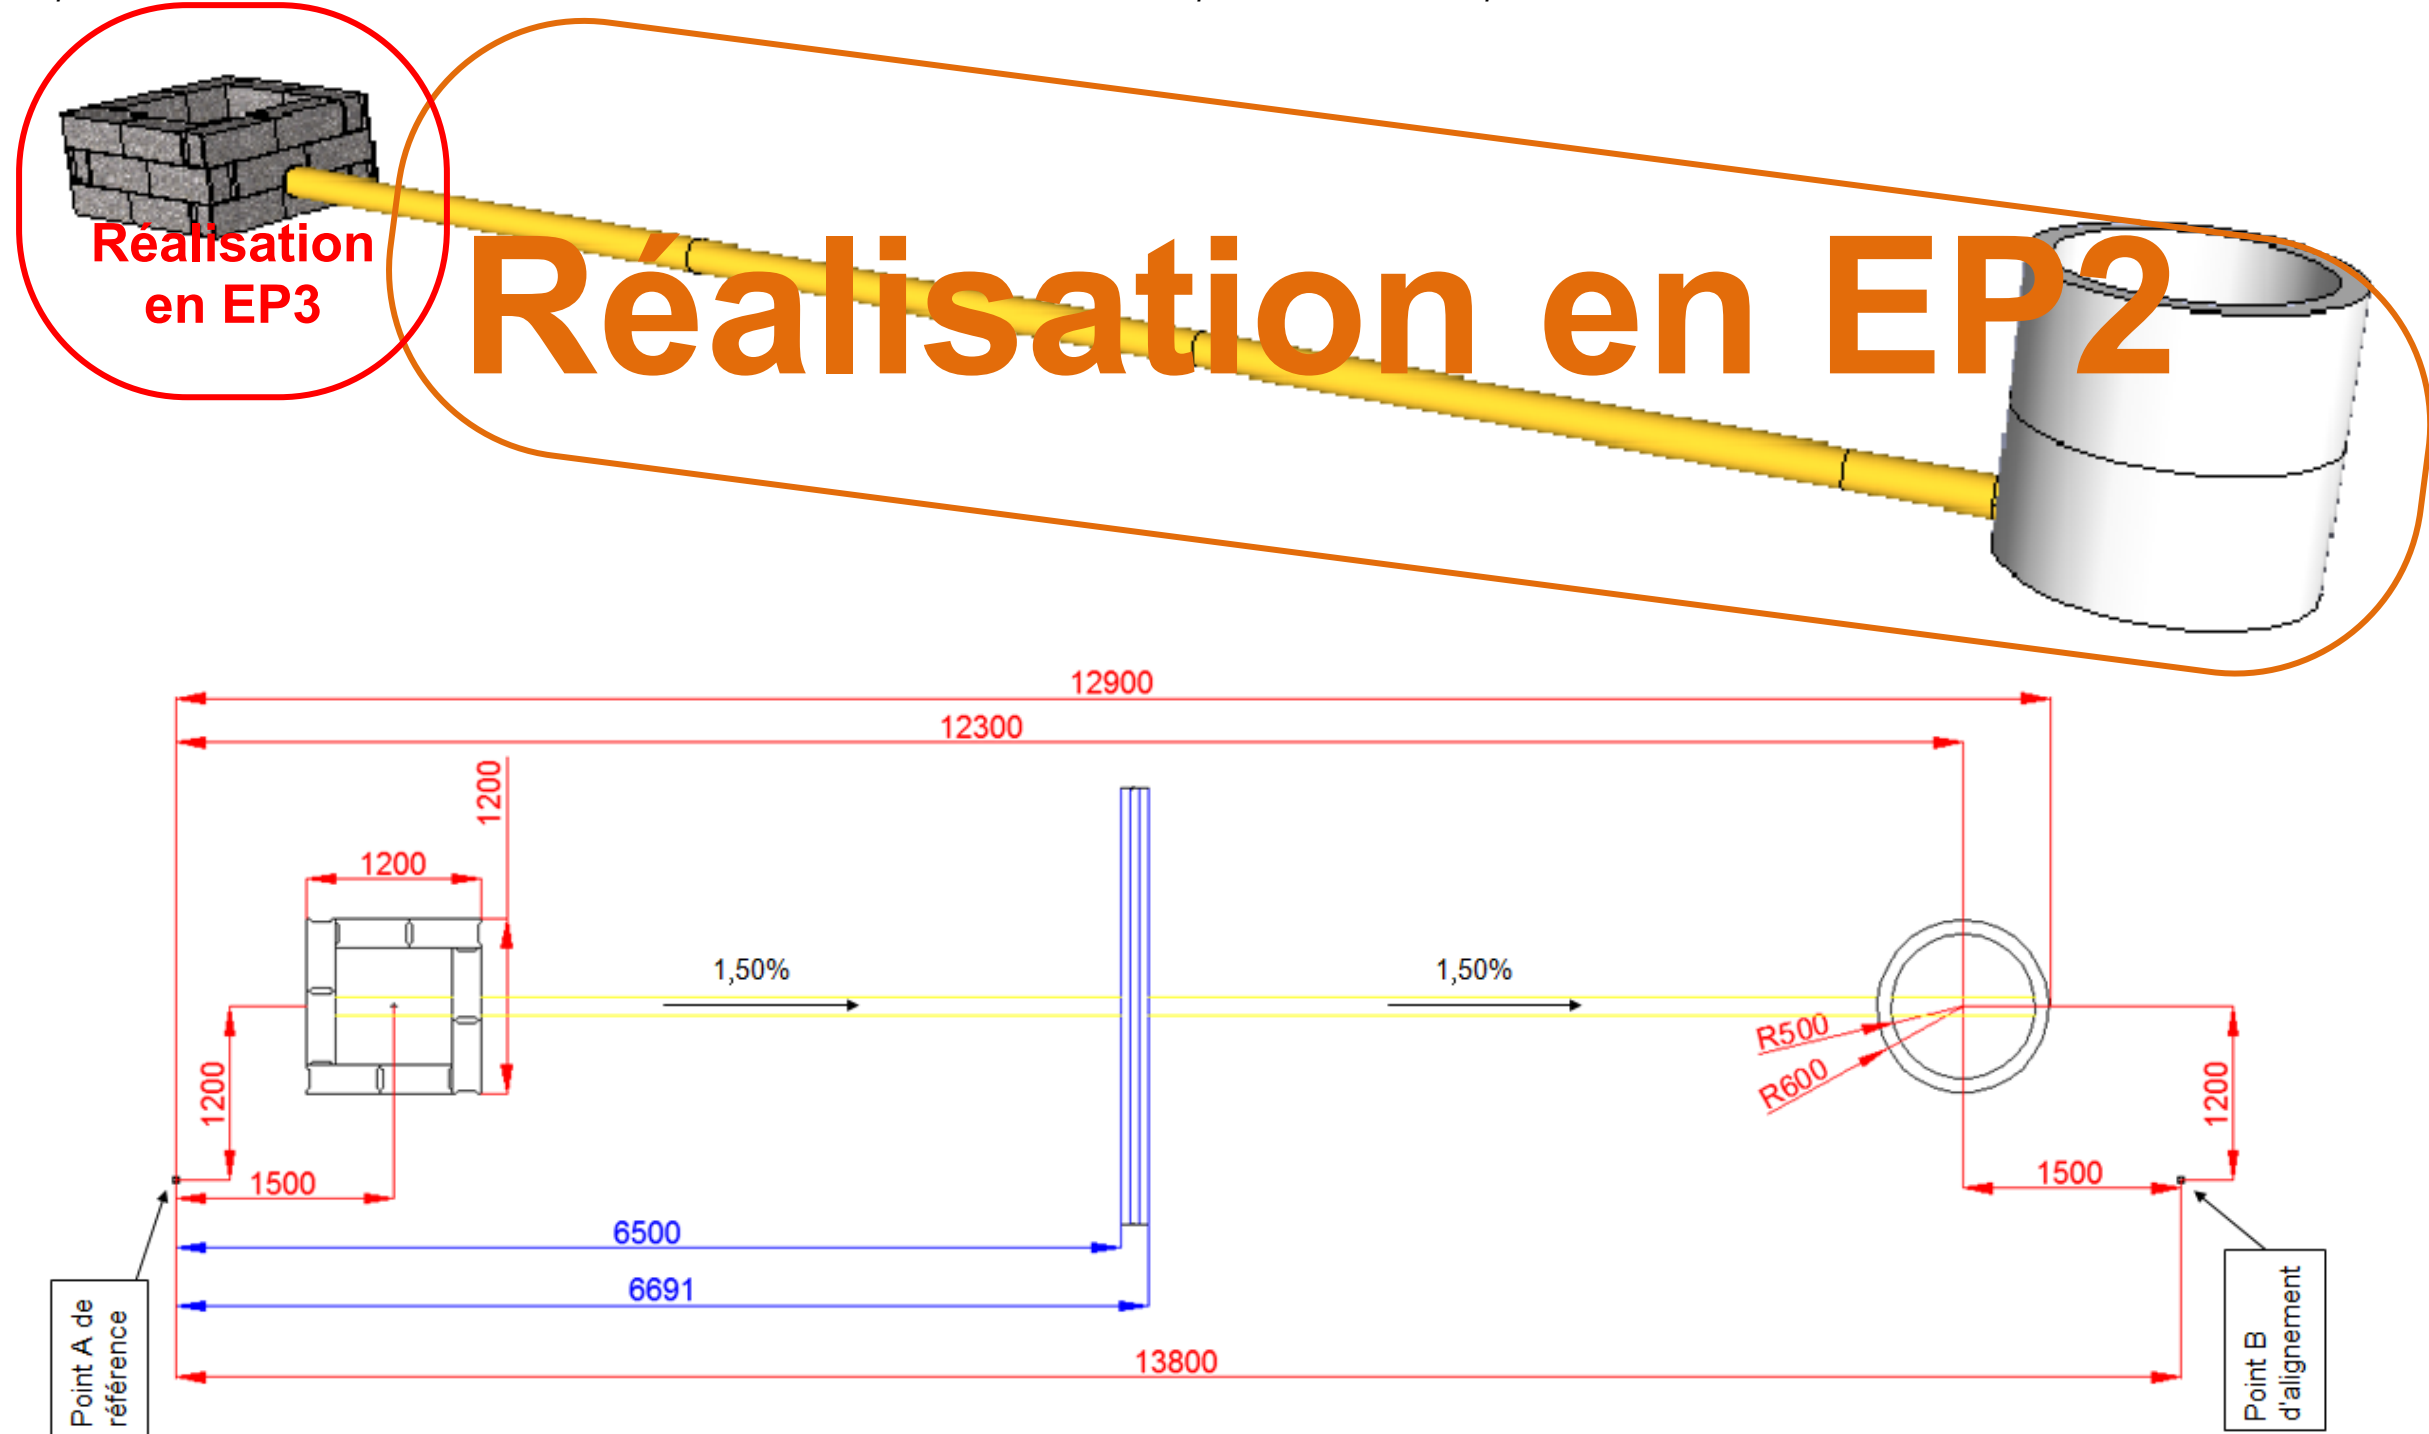 Réalisation
en EP3
Réalisation en EP2
12900
12300
1200
1200
1,50%
1,50%
R500
R600
1200
1200
1500
1500
6500
6691
13800
Point A de
référence
Point B
d'alignement